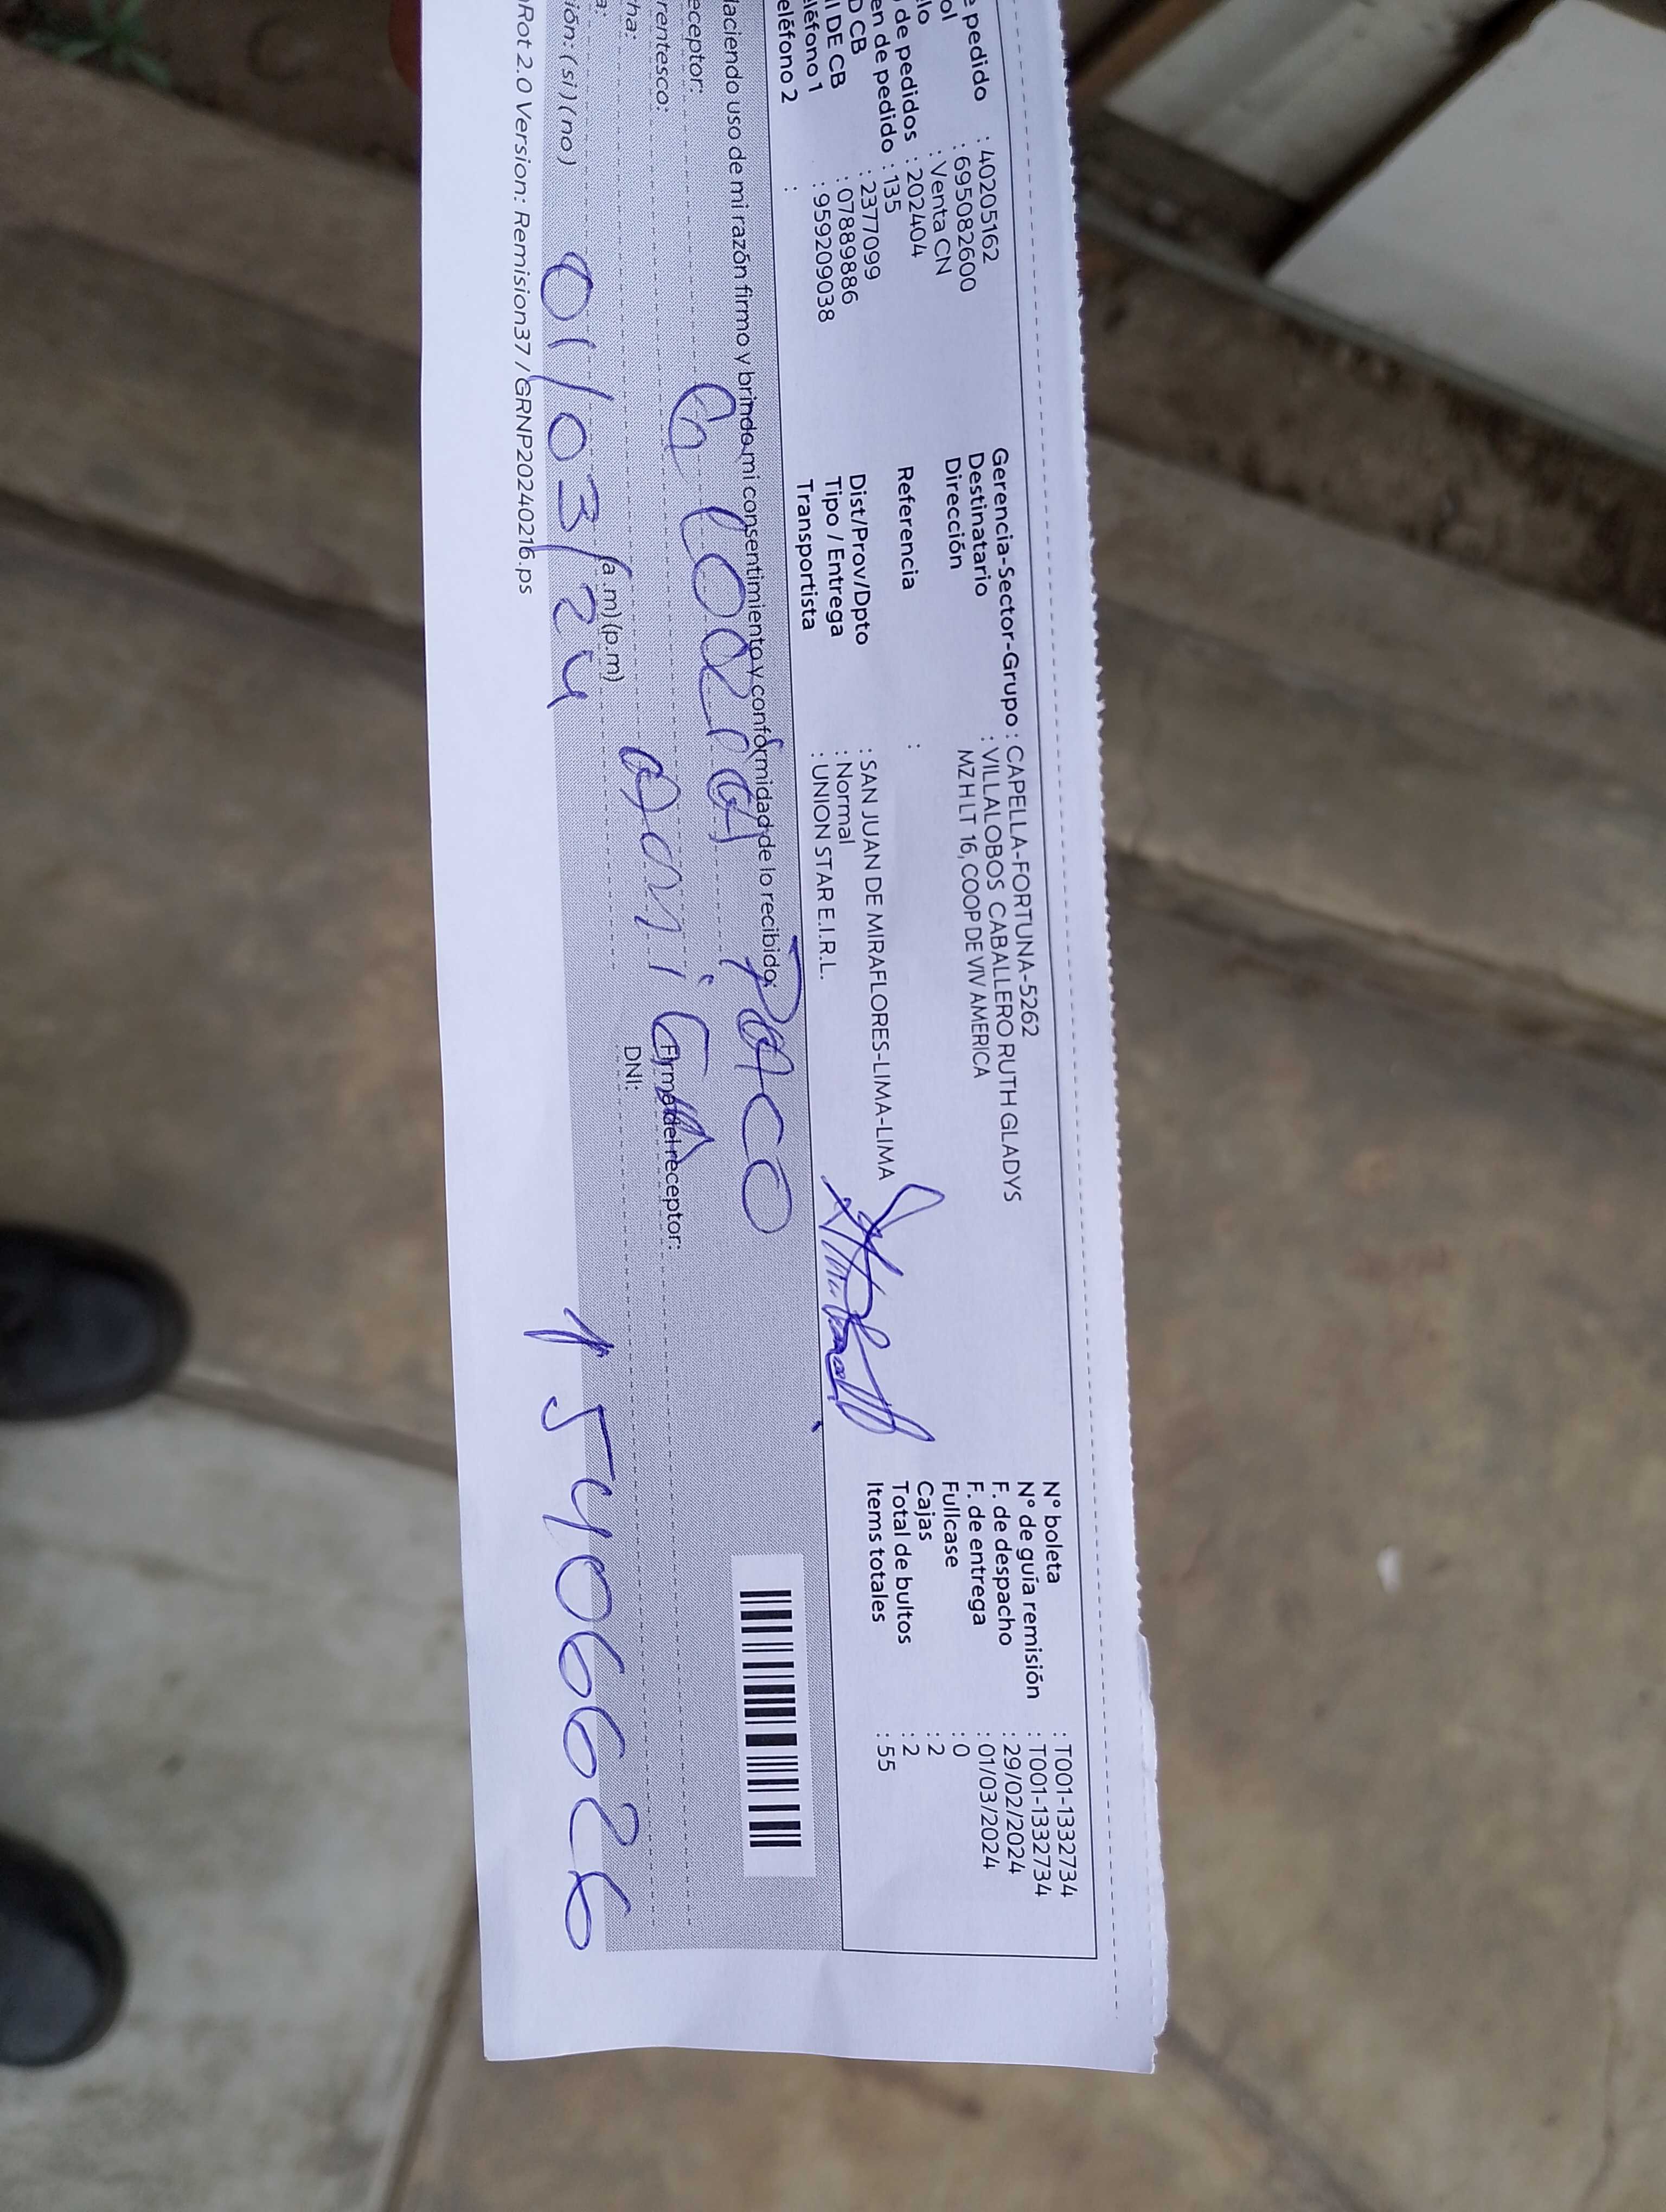 e pedido : 40205162
ol : 695082600
lo : Venta CN
de pedidos : 202404
en de pedido : 135
D CB : 2377099
I DE CB : 07889886
eléfono 1 : 959209038
eléfono 2 :
Gerencia-Sector-Grupo : CAPELLA-FORTUNA-5262
Destinatario : VILLALOBOS CABALLERO RUTH GLADYS
Dirección MZ H LT 16, COOP DE VIV AMERICA
Referencia :
Dist/Prov/Dpto : SAN JUAN DE MIRAFLORES-LIMA-LIMA
Tipo / Entrega : Normal
Transportista : UNION STAR E.I.R.L.
N° boleta : T001-1332734
N° de guía remisión : T001-1332734
F. de despacho : 29/02/2024
F. de entrega : 01/03/2024
Fullcase : 0
Cajas : 2
Total de bultos : 2
Items totales : 55
Haciendo uso de mi razón firmo y brindo mi consentimiento y conformidad de lo recibido:
eceptor: Paco
rentesco: Firma del receptor:
ha: DNI:
a: (a.m)(p.m)
ión: (si) (no)
01/03/24
15406626
Rot 2.0 Version: Remision37 / GRNP20240216.ps